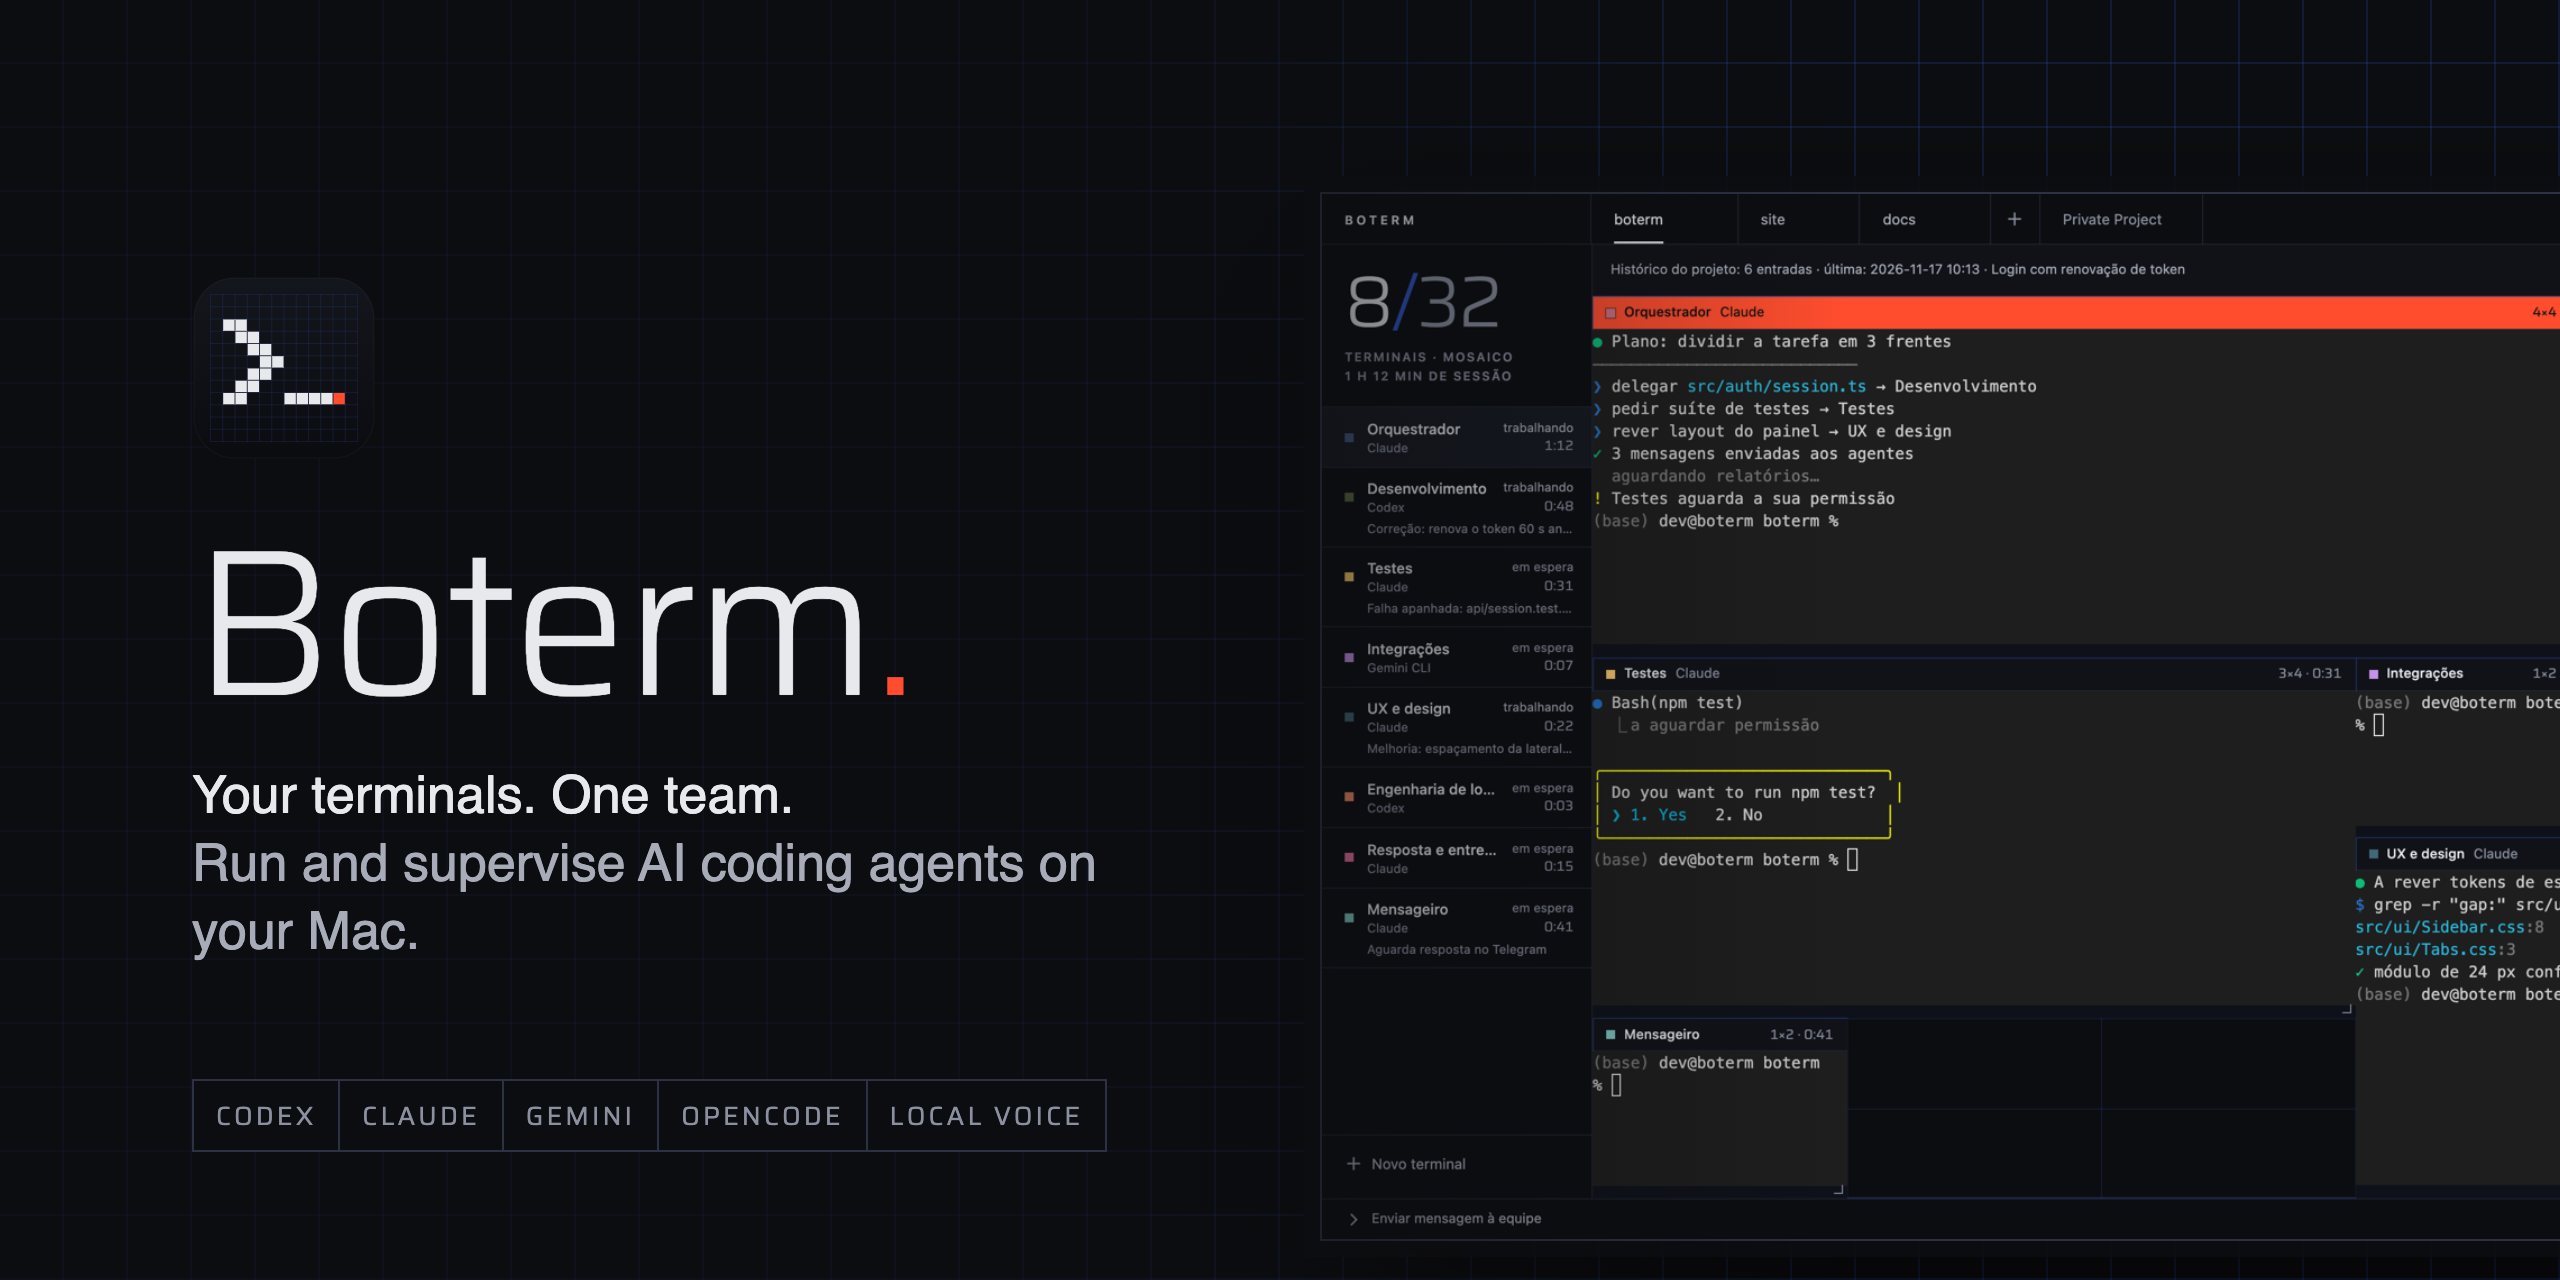 Boterm.
Your terminals. One team.
Run and supervise AI coding agents on
your Mac.
CODEX
CLAUDE
GEMINI
OPENCODE
LOCAL VOICE
BOTERM
8/32
TERMINAIS · MOSAICO
1 H 12 MIN DE SESSÃO
Orquestrador trabalhando
Claude 1:12
Desenvolvimento trabalhando
Codex 0:48
Correção: renova o token 60 s an...
Testes em espera
Claude 0:31
Falha apanhada: api/session.test....
Integrações em espera
Gemini CLI 0:07
UX e design trabalhando
Claude 0:22
Melhoria: espaçamento da lateral...
Engenharia de lo... em espera
Codex 0:03
Resposta e entre... em espera
Claude 0:15
Mensageiro em espera
Claude 0:41
Aguarda resposta no Telegram
+ Novo terminal
> Enviar mensagem à equipe
boterm site docs + Private Project
Histórico do projeto: 6 entradas · última: 2026-11-17 10:13 · Login com renovação de token
Orquestrador Claude 4×4
● Plano: dividir a tarefa em 3 frentes
❯ delegar src/auth/session.ts → Desenvolvimento
❯ pedir suíte de testes → Testes
❯ rever layout do painel → UX e design
✓ 3 mensagens enviadas aos agentes
aguardando relatórios…
! Testes aguarda a sua permissão
(base) dev@boterm boterm %
Testes Claude 3×4 · 0:31
● Bash(npm test)
⎿ a aguardar permissão
Do you want to run npm test?
❯ 1. Yes 2. No
(base) dev@boterm boterm %
Integrações 1×2
(base) dev@boterm bote
%
UX e design Claude
● A rever tokens de es
$ grep -r "gap:" src/u
src/ui/Sidebar.css:8
src/ui/Tabs.css:3
✓ módulo de 24 px conf
(base) dev@boterm bote
Mensageiro 1×2 · 0:41
(base) dev@boterm boterm
%